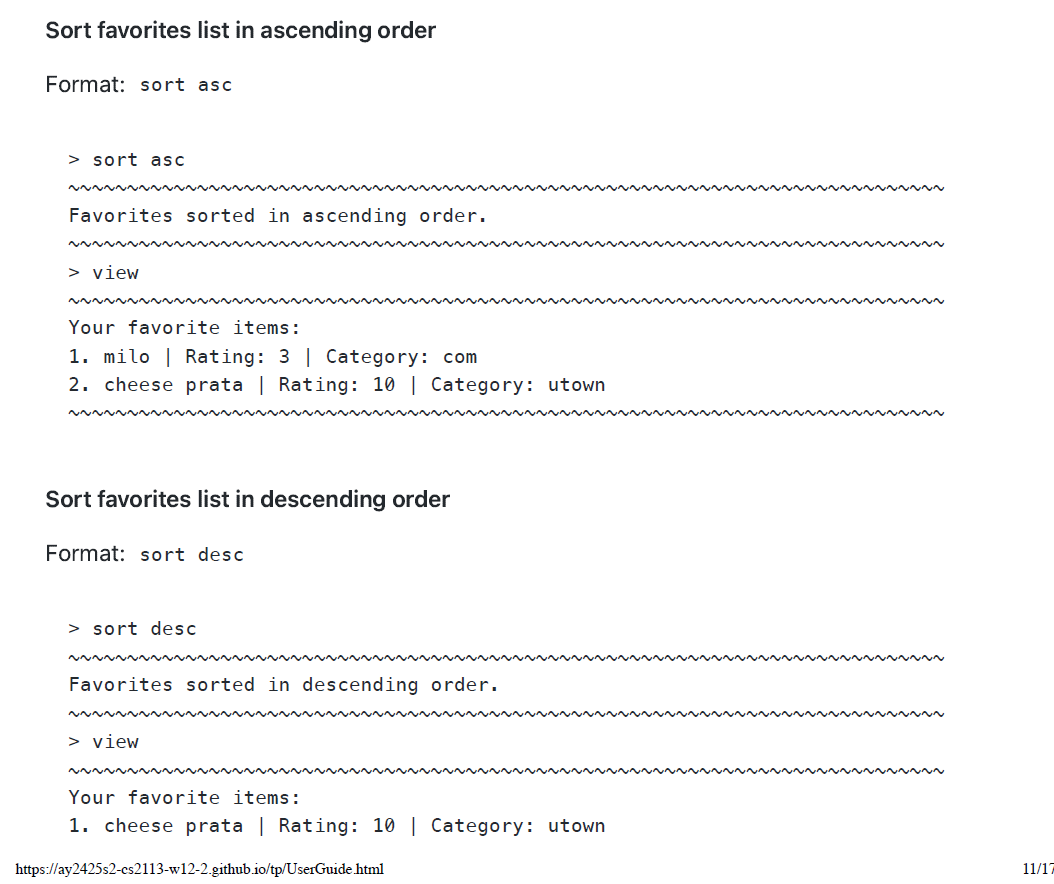 Sort favorites list in ascending order
Format: sort asc
> sort asc
~~~~~~~~~~~~~~~~~~~~~~~~~~~~~~~~~~~~~~~~~~~~~~~~~~~~~~~~~~~~~~~~~~~~~~~~~~~
Favorites sorted in ascending order.
~~~~~~~~~~~~~~~~~~~~~~~~~~~~~~~~~~~~~~~~~~~~~~~~~~~~~~~~~~~~~~~~~~~~~~~~~~~
> view
~~~~~~~~~~~~~~~~~~~~~~~~~~~~~~~~~~~~~~~~~~~~~~~~~~~~~~~~~~~~~~~~~~~~~~~~~~~
Your favorite items:
1. milo | Rating: 3 | Category: com
2. cheese prata | Rating: 10 | Category: utown
~~~~~~~~~~~~~~~~~~~~~~~~~~~~~~~~~~~~~~~~~~~~~~~~~~~~~~~~~~~~~~~~~~~~~~~~~~~
Sort favorites list in descending order
Format: sort desc
> sort desc
~~~~~~~~~~~~~~~~~~~~~~~~~~~~~~~~~~~~~~~~~~~~~~~~~~~~~~~~~~~~~~~~~~~~~~~~~~~
Favorites sorted in descending order.
~~~~~~~~~~~~~~~~~~~~~~~~~~~~~~~~~~~~~~~~~~~~~~~~~~~~~~~~~~~~~~~~~~~~~~~~~~~
> view
~~~~~~~~~~~~~~~~~~~~~~~~~~~~~~~~~~~~~~~~~~~~~~~~~~~~~~~~~~~~~~~~~~~~~~~~~~~
Your favorite items:
1. cheese prata | Rating: 10 | Category: utown
https://ay2425s2-cs2113-w12-2.github.io/tp/UserGuide.html 11/17